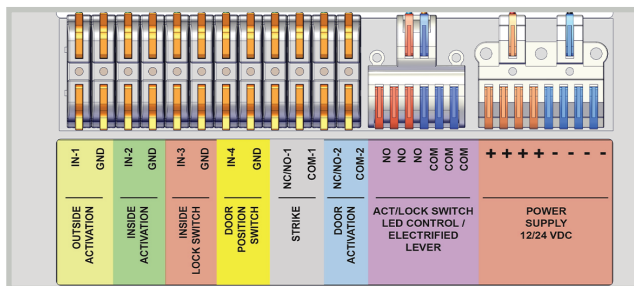 IN-1
GND
IN-2
GND
IN-3
GND
IN-4
GND
NC/NO-1
COM-1
NC/NO-2
COM-2
NO
NO
NO
COM
COM
COM
+ + + + - - - -
OUTSIDE
ACTIVATION
INSIDE
ACTIVATION
INSIDE
LOCK SWITCH
DOOR
POSITION
SWITCH
STRIKE
DOOR
ACTIVATION
ACT/LOCK SWITCH
LED CONTROL /
ELECTRIFIED
LEVER
POWER
SUPPLY
12/24 VDC